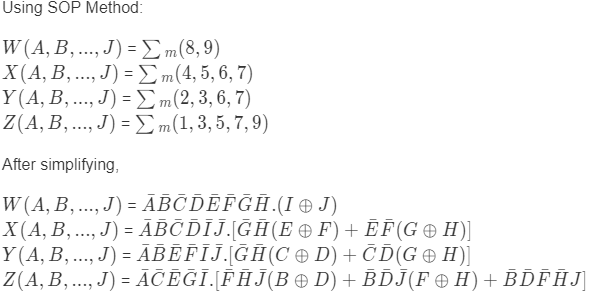 Using SOP Method:
W(A, B, ..., J) = ∑ m(8, 9)
X(A, B, ..., J) = ∑ m(4, 5, 6, 7)
Y(A, B, ..., J) = ∑ m(2, 3, 6, 7)
Z(A, B, ..., J) = ∑ m(1, 3, 5, 7, 9)
After simplifying,
W(A, B, ..., J) = ĀB̄C̄D̄ĒF̄ḠH̄.(I ⊕ J)
X(A, B, ..., J) = ĀB̄C̄D̄ĪJ̄.[ḠH̄(E ⊕ F) + ĒF̄(G ⊕ H)]
Y(A, B, ..., J) = ĀB̄ĒF̄ĪJ̄.[ḠH̄(C ⊕ D) + C̄D̄(G ⊕ H)]
Z(A, B, ..., J) = ĀC̄ĒḠĪ.[F̄H̄J̄(B ⊕ D) + B̄D̄J̄(F ⊕ H) + B̄D̄F̄H̄J]